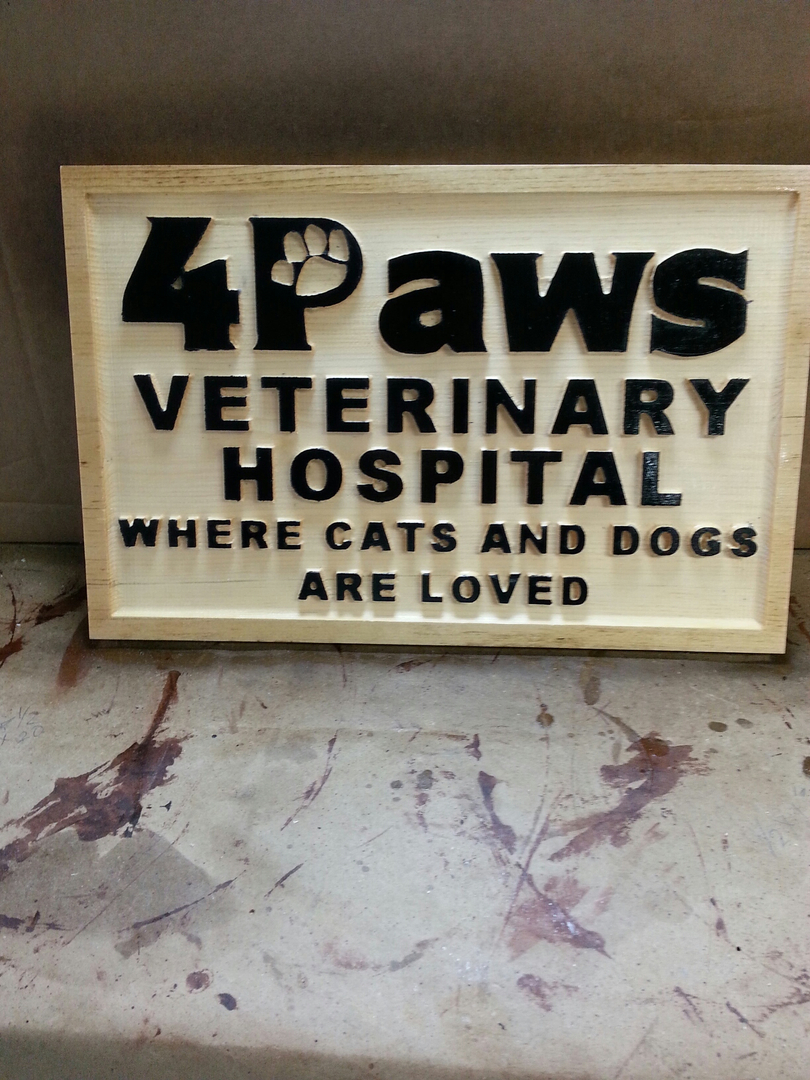 4Paws
VETERINARY
HOSPITAL
WHERE CATS AND DOGS
ARE LOVED